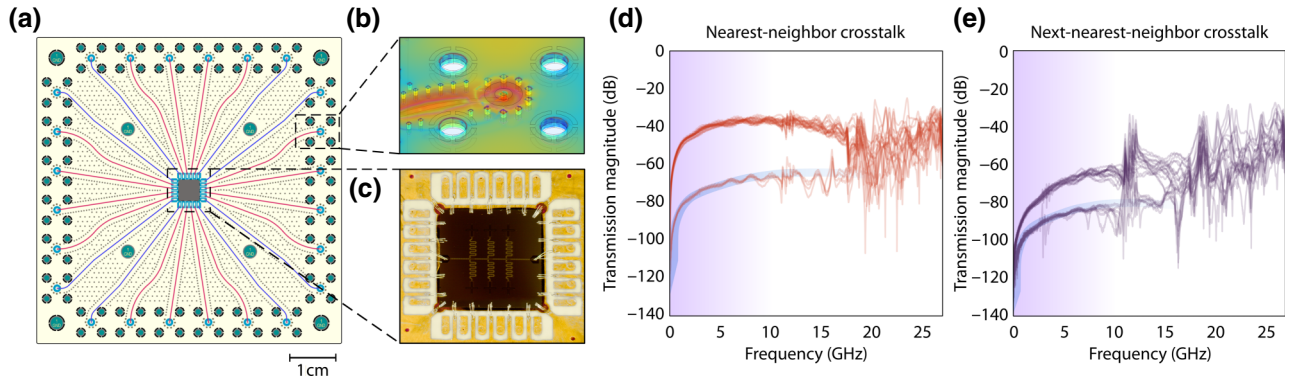 (a)
1 cm
(b)
(c)
(d)
Nearest-neighbor crosstalk
Transmission magnitude (dB)
0
−20
−40
−60
−80
−100
−120
−140
0 5 10 15 20 25
Frequency (GHz)
(e)
Next-nearest-neighbor crosstalk
Transmission magnitude (dB)
0
−20
−40
−60
−80
−100
−120
−140
0 5 10 15 20 25
Frequency (GHz)